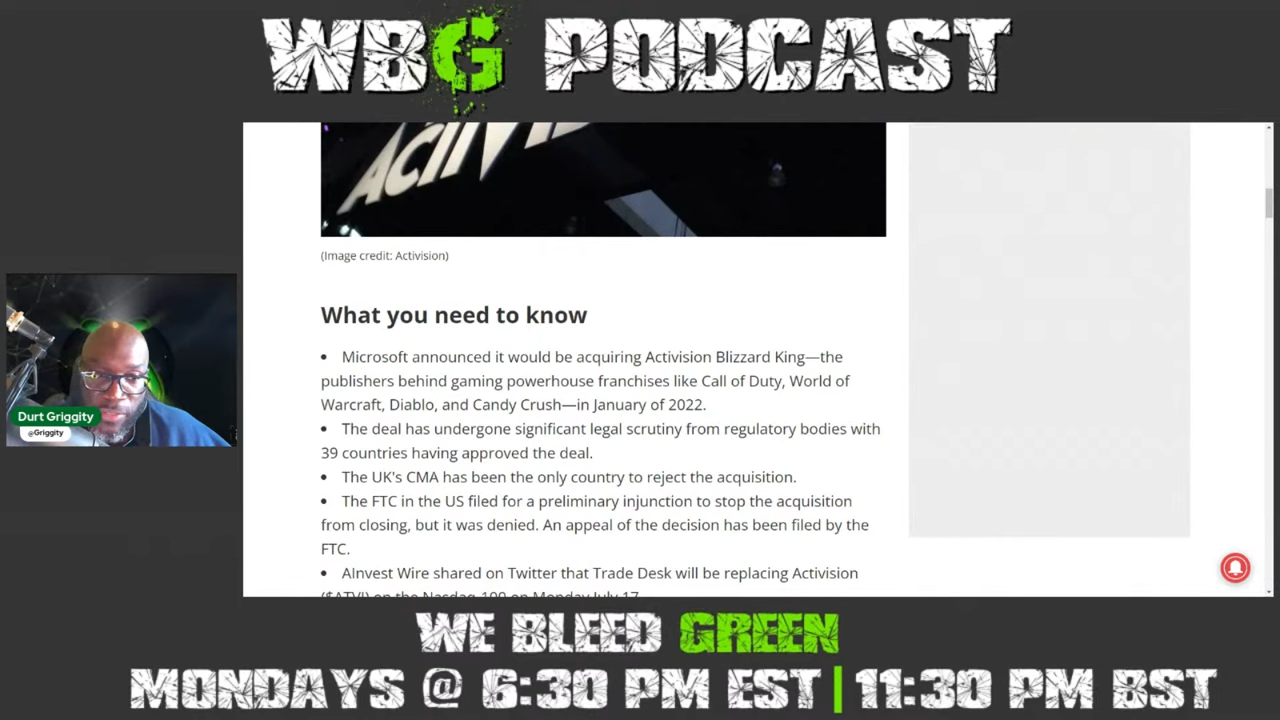 WBG PODCAST
(Image credit: Activision)
What you need to know
• Microsoft announced it would be acquiring Activision Blizzard King—the
publishers behind gaming powerhouse franchises like Call of Duty, World of
Warcraft, Diablo, and Candy Crush—in January of 2022.
• The deal has undergone significant legal scrutiny from regulatory bodies with
39 countries having approved the deal.
• The UK's CMA has been the only country to reject the acquisition.
• The FTC in the US filed for a preliminary injunction to stop the acquisition
from closing, but it was denied. An appeal of the decision has been filed by the
FTC.
• AInvest Wire shared on Twitter that Trade Desk will be replacing Activision
($ATVI) on the Nasdaq-100 on Monday July 17
Durt Griggity
@Griggity
WE BLEED GREEN
MONDAYS @ 6:30 PM EST | 11:30 PM BST